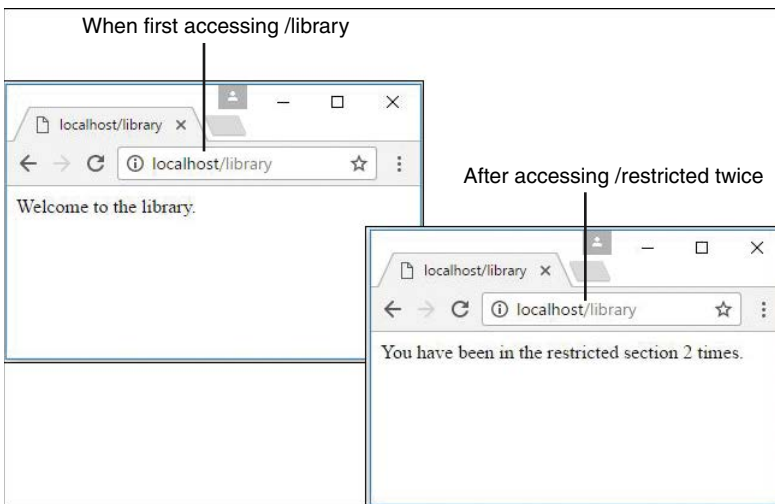 When first accessing /library
localhost/library
localhost/library
Welcome to the library.
After accessing /restricted twice
localhost/library
localhost/library
You have been in the restricted section 2 times.